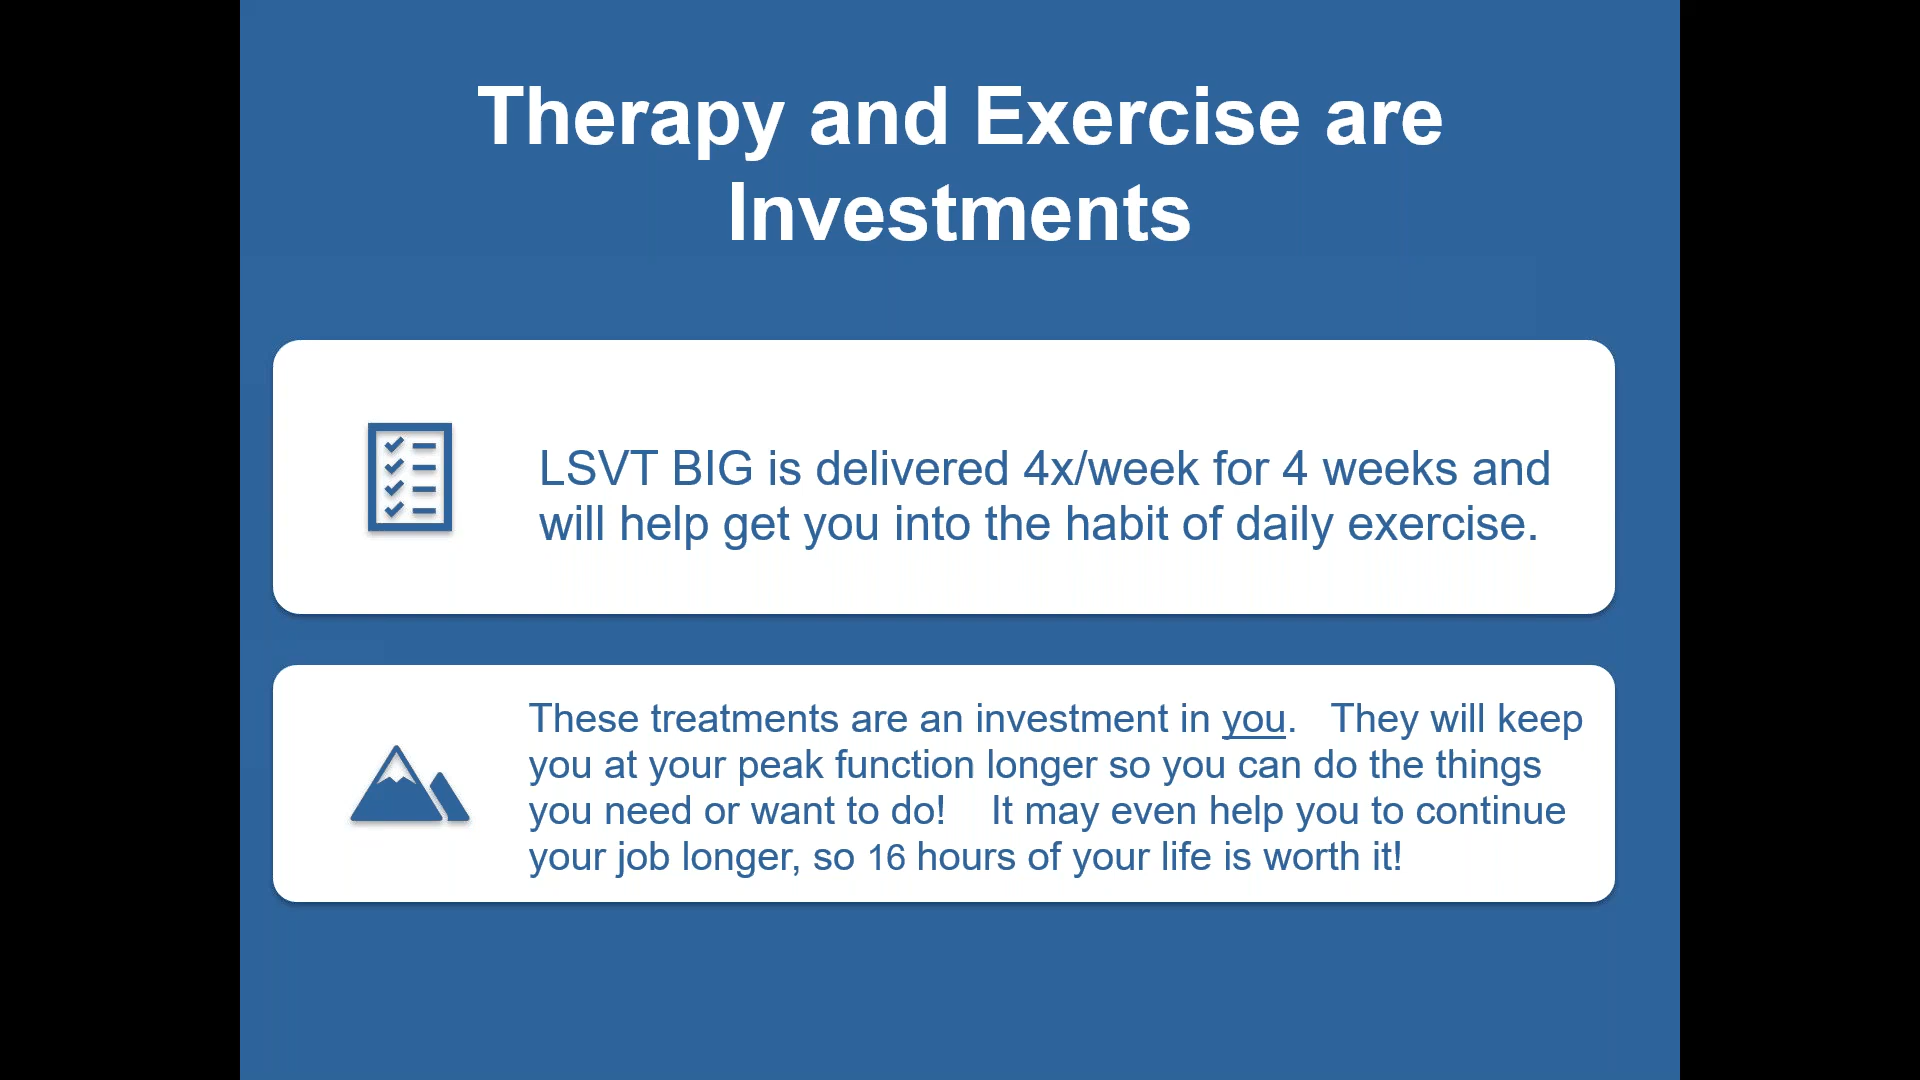 Therapy and Exercise are
Investments
LSVT BIG is delivered 4x/week for 4 weeks and
will help get you into the habit of daily exercise.
These treatments are an investment in you.   They will keep
you at your peak function longer so you can do the things
you need or want to do!    It may even help you to continue
your job longer, so 16 hours of your life is worth it!